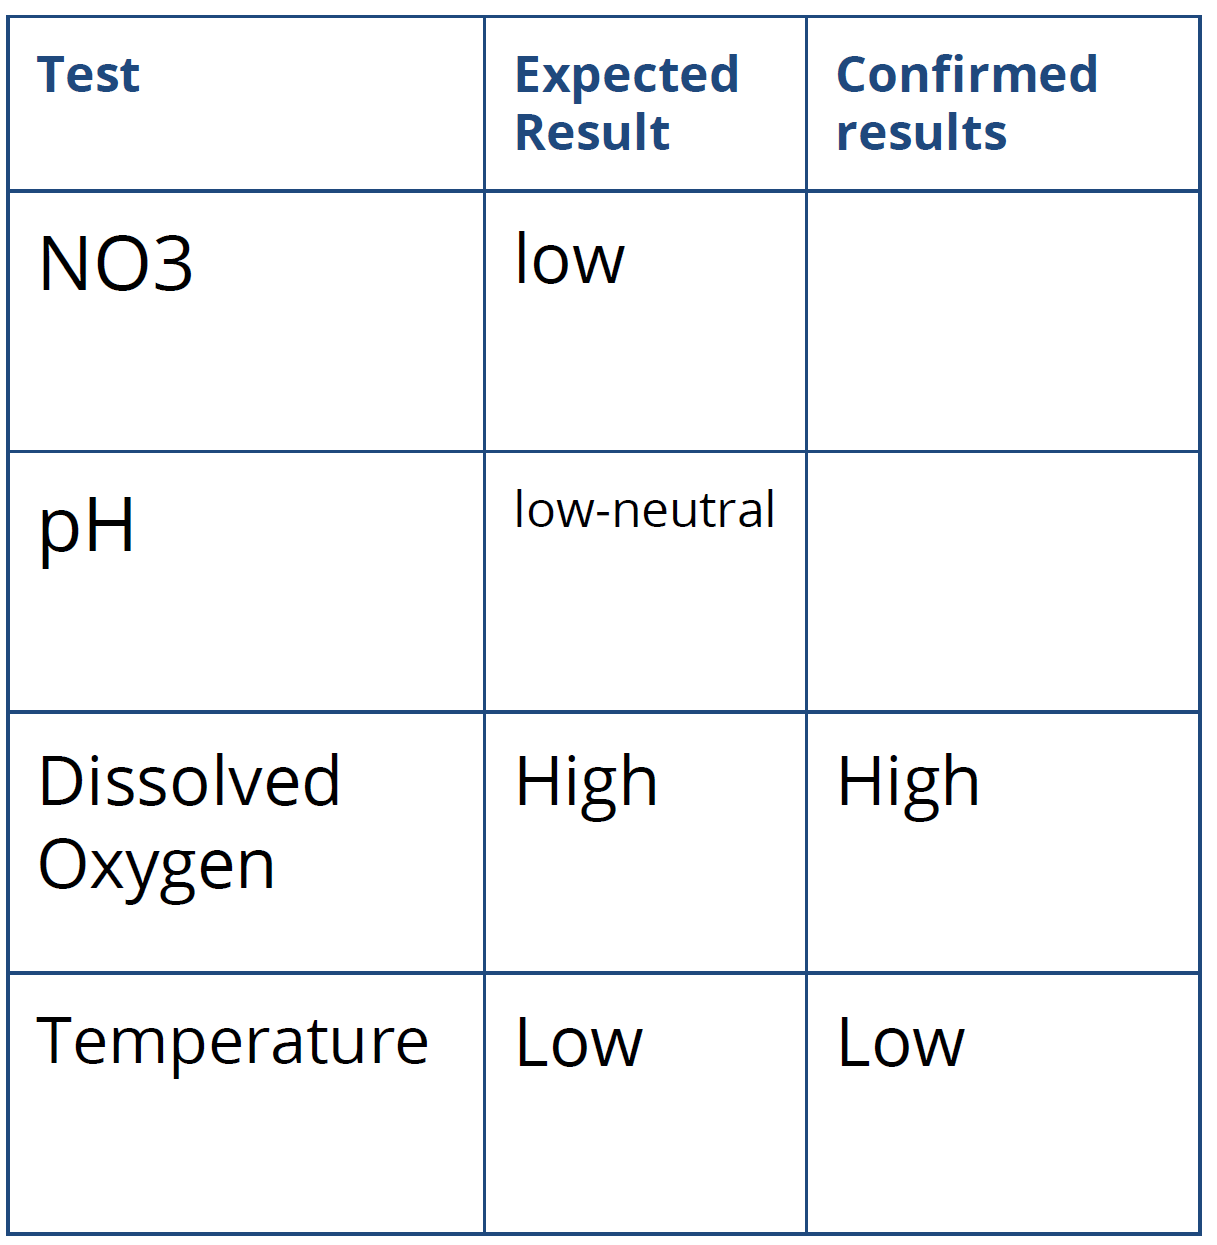 Test
Expected
Result
Confirmed
results
NO3
low
pH
low-neutral
Dissolved
Oxygen
High
High
Temperature
Low
Low